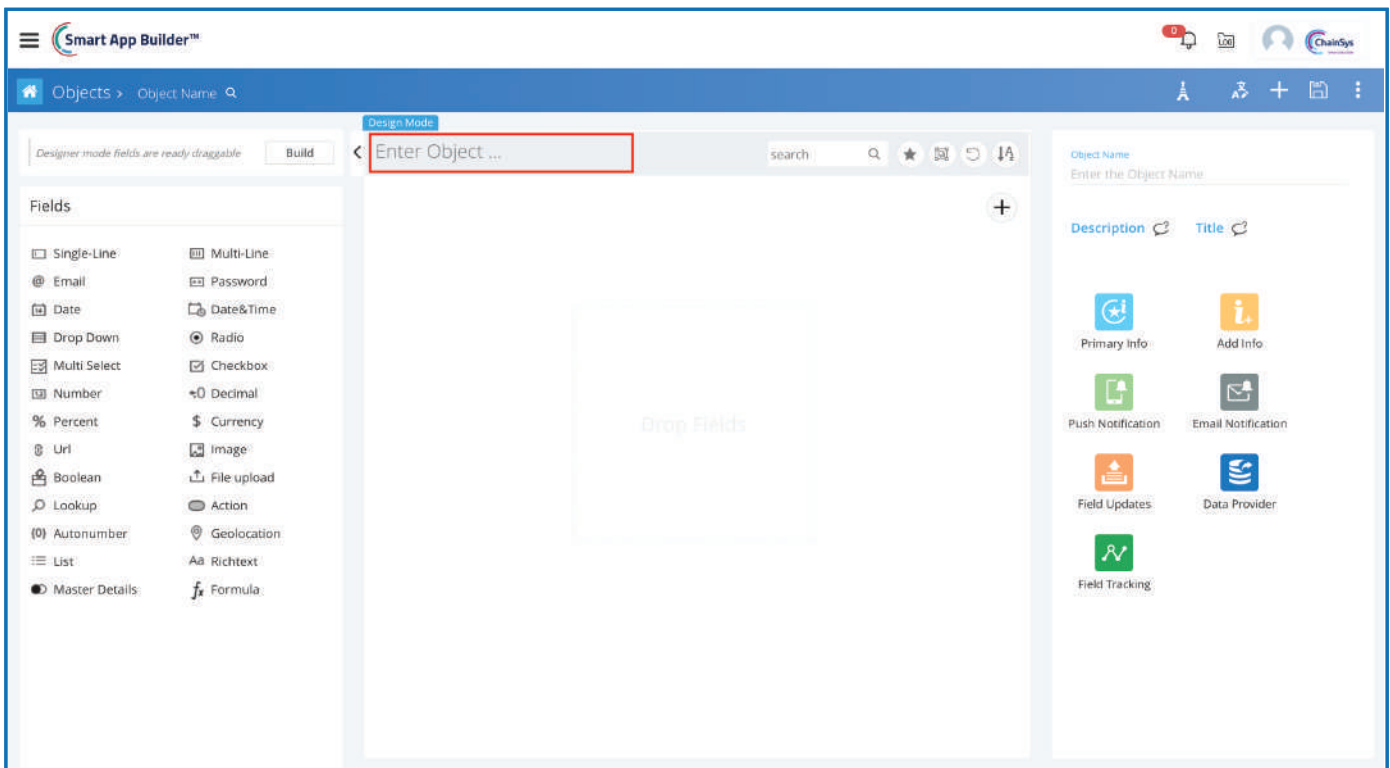 Smart App Builder™
0
LOG
ChainSys
Objects > Object Name
Design Mode
Designer mode fields are ready draggable
Build
Enter Object ...
search
Fields
Single-Line
Multi-Line
@ Email
Password
Date
Date&Time
Drop Down
Radio
Multi Select
Checkbox
Number
Decimal
% Percent
$ Currency
Url
Image
Boolean
File upload
Lookup
Action
{0} Autonumber
Geolocation
List
Aa Richtext
Master Details
fx Formula
Drop Fields
Object Name
Enter the Object Name
Description
Title
Primary Info
Add Info
Push Notification
Email Notification
Field Updates
Data Provider
Field Tracking